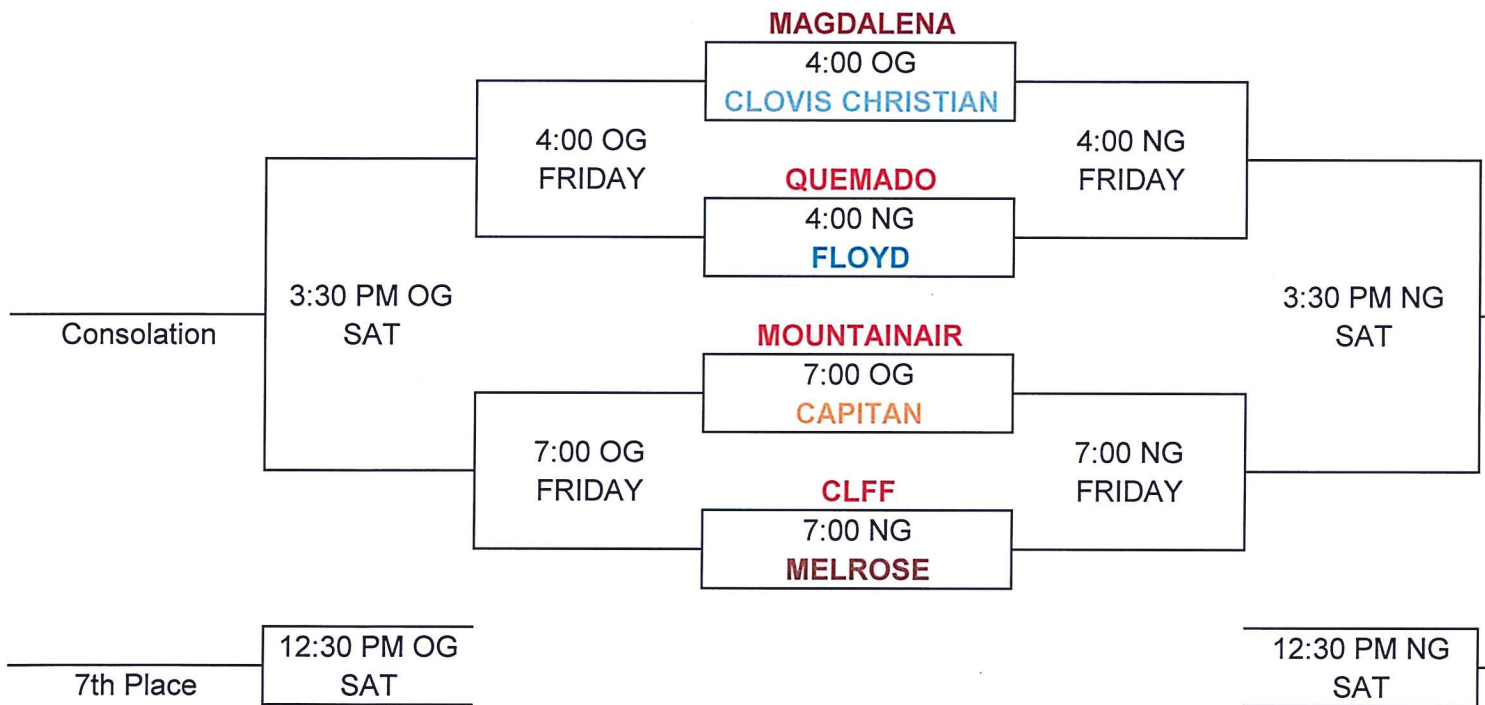 MAGDALENA
4:00 OG
CLOVIS CHRISTIAN
4:00 OG
FRIDAY
4:00 NG
FRIDAY
QUEMADO
4:00 NG
FLOYD
3:30 PM OG
SAT
Consolation
3:30 PM NG
SAT
MOUNTAINAIR
7:00 OG
CAPITAN
7:00 OG
FRIDAY
7:00 NG
FRIDAY
CLFF
7:00 NG
MELROSE
12:30 PM OG
SAT
7th Place
12:30 PM NG
SAT